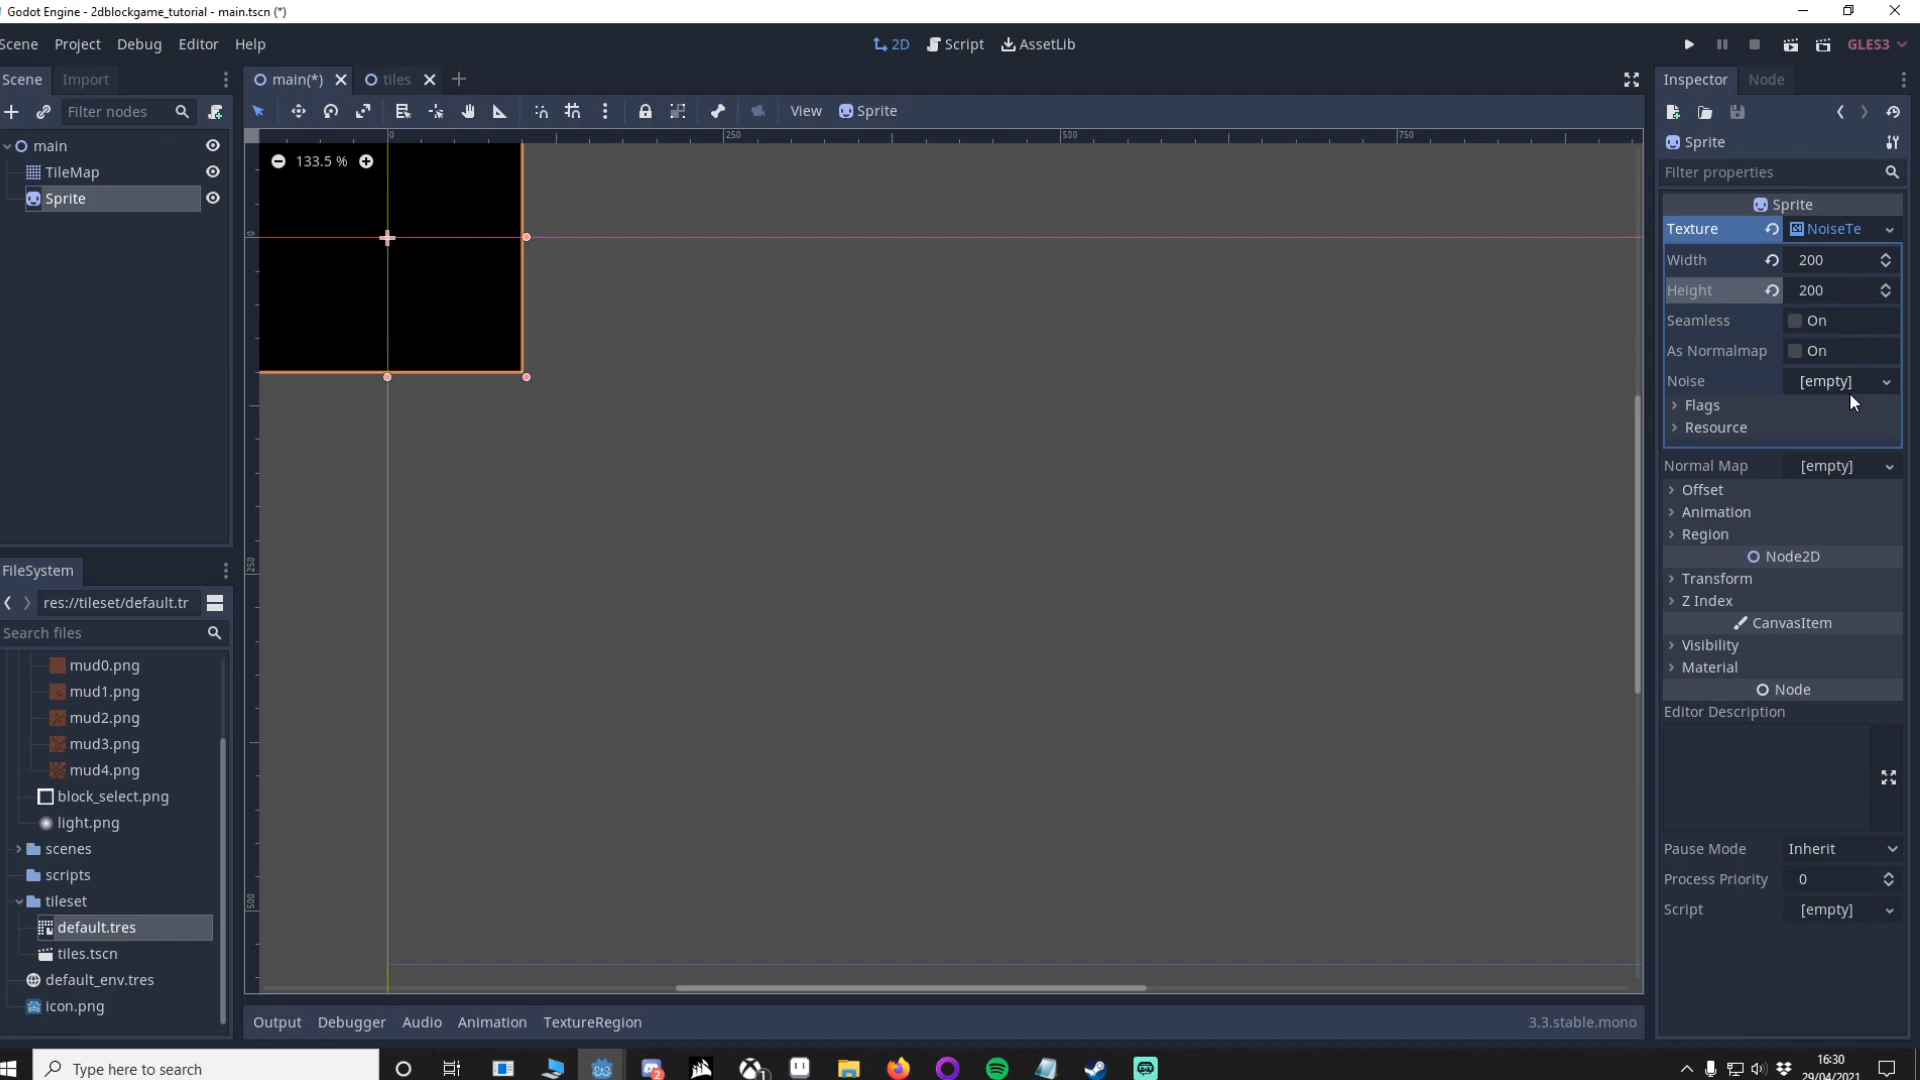 Godot Engine - 2dblockgame_tutorial - main.tscn (*)
Scene Project Debug Editor Help
2D Script AssetLib
GLES3
Scene Import
main(*) tiles
Inspector Node
Filter nodes
View Sprite
main
TileMap
Sprite
0 250 500 750
133.5 %
0
250
500
Sprite
Filter properties
Sprite
Texture NoiseTe
Width 200
Height 200
Seamless On
As Normalmap On
Noise [empty]
Flags
Resource
Normal Map [empty]
Offset
Animation
Region
Node2D
Transform
Z Index
CanvasItem
Visibility
Material
Node
Editor Description
Pause Mode Inherit
Process Priority 0
Script [empty]
FileSystem
res://tileset/default.tr
Search files
mud0.png
mud1.png
mud2.png
mud3.png
mud4.png
block_select.png
light.png
scenes
scripts
tileset
default.tres
tiles.tscn
default_env.tres
icon.png
Output Debugger Audio Animation TextureRegion
3.3.stable.mono
Type here to search
2
1
16:30
29/04/2021